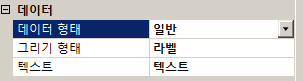 데이터
데이터 형태 일반
그리기 형태 라벨
텍스트 텍스트